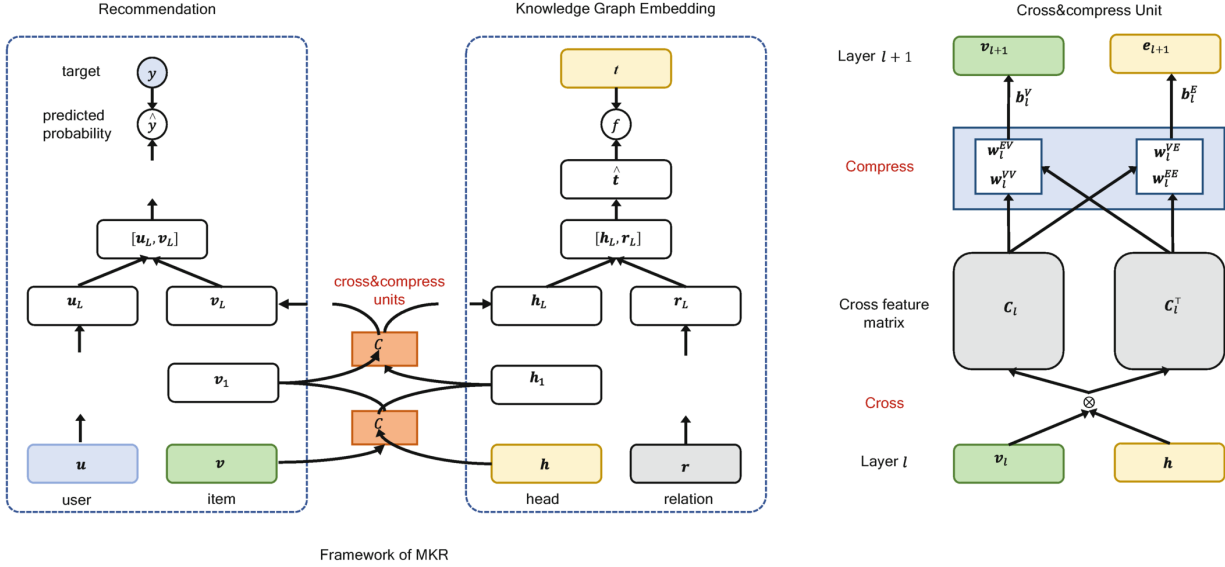 Recommendation
target
y
predicted
probability
ŷ
[u_L, v_L]
u_L
v_L
v_1
u
v
user
item
cross&compress
units
C
C
Knowledge Graph Embedding
t
f
t̂
[h_L, r_L]
h_L
r_L
h_1
h
r
head
relation
Framework of MKR
Cross&compress Unit
Layer l + 1
v_{l+1}
e_{l+1}
b_l^V
b_l^E
Compress
w_l^{EV}
w_l^{VV}
w_l^{VE}
w_l^{EE}
Cross feature
matrix
C_l
C_l^⊤
Cross
⊗
Layer l
v_l
h